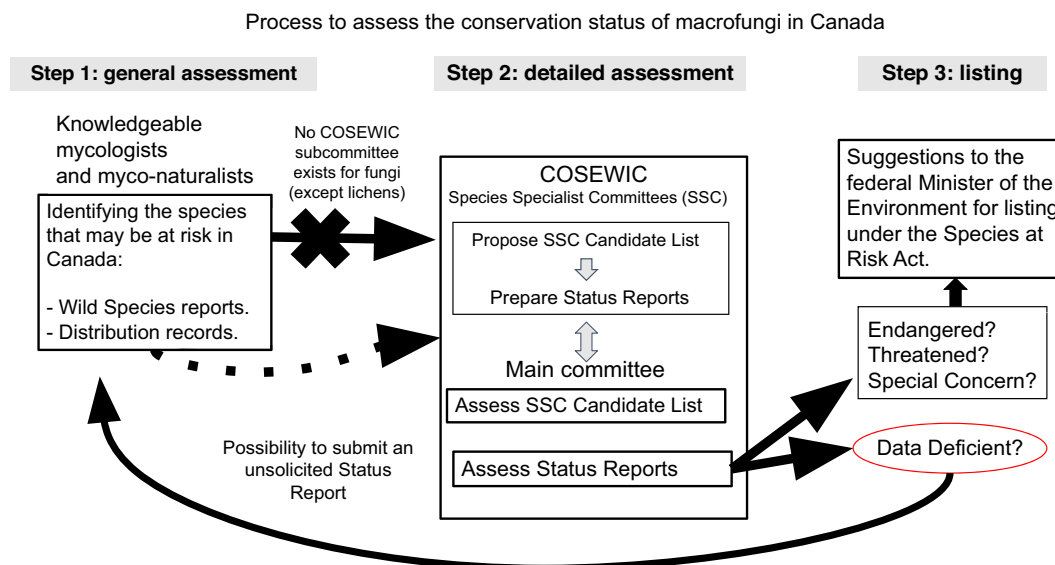 Process to assess the conservation status of macrofungi in Canada
Step 1: general assessment
Step 2: detailed assessment
Step 3: listing
Knowledgeable
mycologists
and myco-naturalists
Identifying the species
that may be at risk in
Canada:
- Wild Species reports.
- Distribution records.
No COSEWIC
subcommittee
exists for fungi
(except lichens)
Possibility to submit an
unsolicited Status
Report
COSEWIC
Species Specialist Committees (SSC)
Propose SSC Candidate List
Prepare Status Reports
Main committee
Assess SSC Candidate List
Assess Status Reports
Suggestions to the
federal Minister of the
Environment for listing
under the Species at
Risk Act.
Endangered?
Threatened?
Special Concern?
Data Deficient?